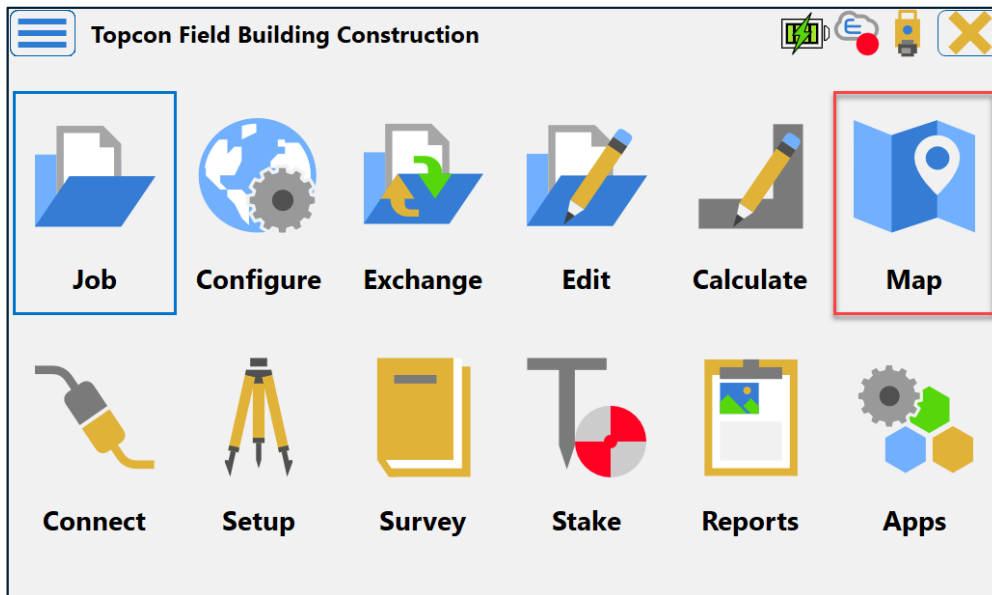 Topcon Field Building Construction
Job Configure Exchange Edit Calculate Map
Connect Setup Survey Stake Reports Apps